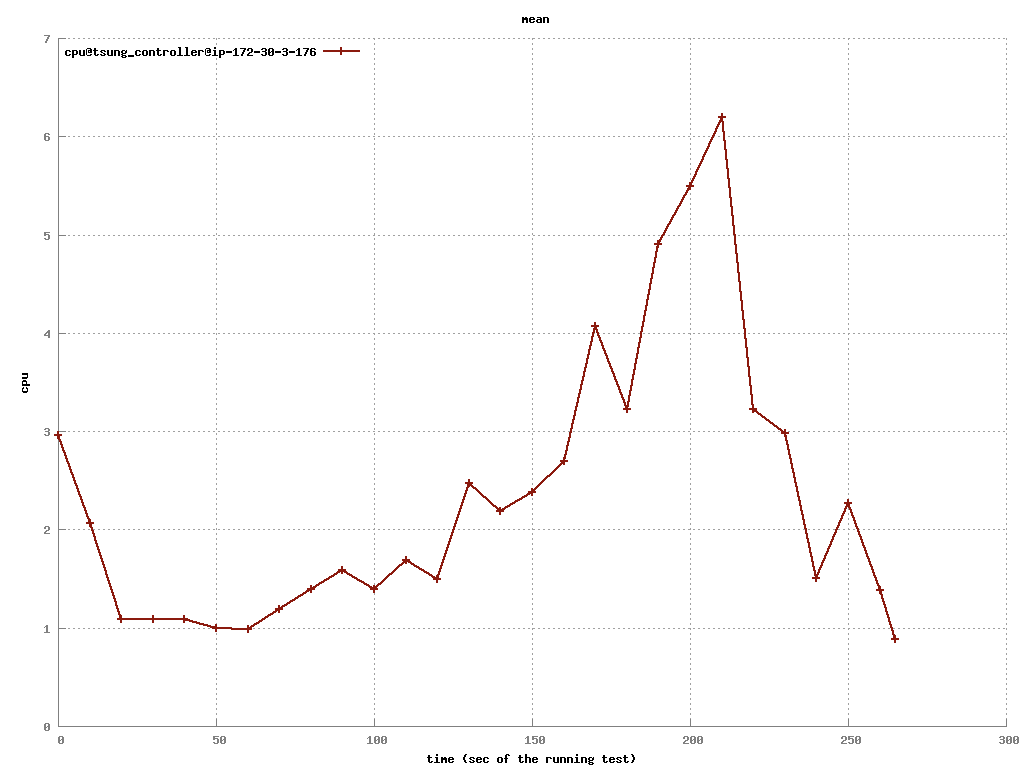 mean
cpu@tsung_controller@ip-172-30-3-176
7
6
5
4
3
2
1
0
cpu
0 50 100 150 200 250 300
time (sec of the running test)